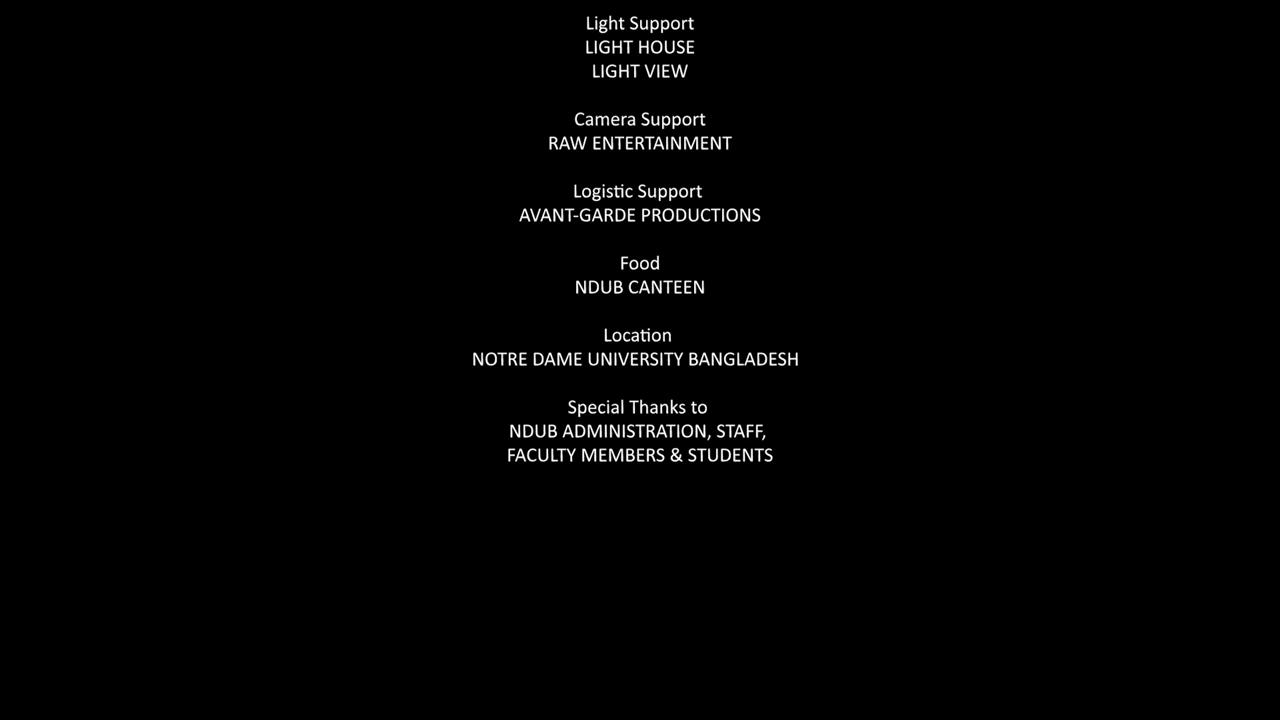 Light Support
LIGHT HOUSE
LIGHT VIEW
Camera Support
RAW ENTERTAINMENT
Logistic Support
AVANT-GARDE PRODUCTIONS
Food
NDUB CANTEEN
Location
NOTRE DAME UNIVERSITY BANGLADESH
Special Thanks to
NDUB ADMINISTRATION, STAFF,
FACULTY MEMBERS & STUDENTS